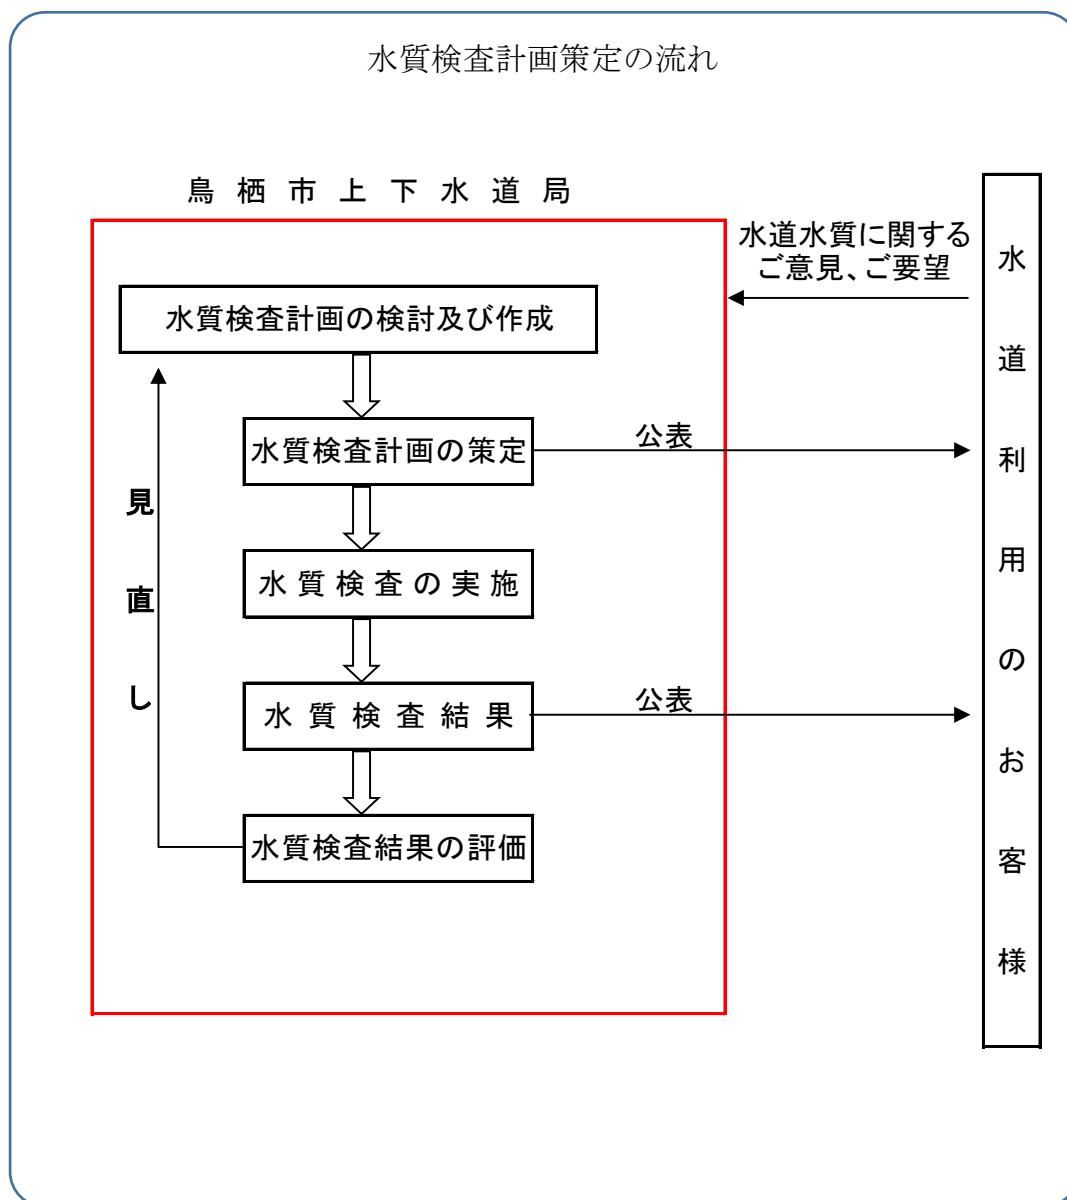 水質検査計画策定の流れ
鳥栖市上下水道局
水道水質に関する
ご意見、ご要望
水質検査計画の検討及び作成
水質検査計画の策定
公表
水質検査の実施
水質検査結果
公表
水質検査結果の評価
見直し
水道利用のお客様